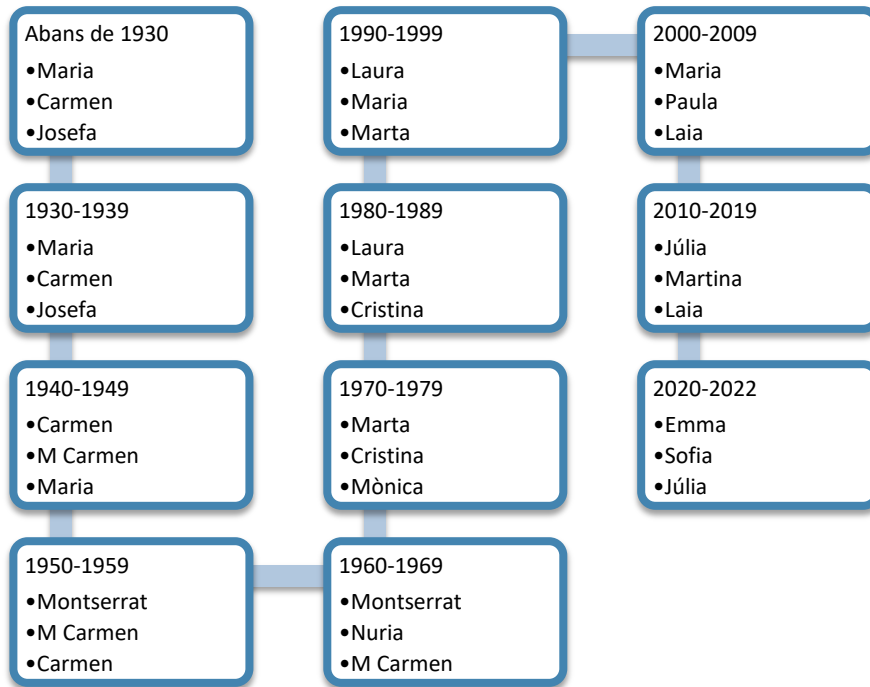 Abans de 1930
•Maria
•Carmen
•Josefa
1930-1939
•Maria
•Carmen
•Josefa
1940-1949
•Carmen
•M Carmen
•Maria
1950-1959
•Montserrat
•M Carmen
•Carmen
1960-1969
•Montserrat
•Nuria
•M Carmen
1970-1979
•Marta
•Cristina
•Mònica
1980-1989
•Laura
•Marta
•Cristina
1990-1999
•Laura
•Maria
•Marta
2000-2009
•Maria
•Paula
•Laia
2010-2019
•Júlia
•Martina
•Laia
2020-2022
•Emma
•Sofia
•Júlia